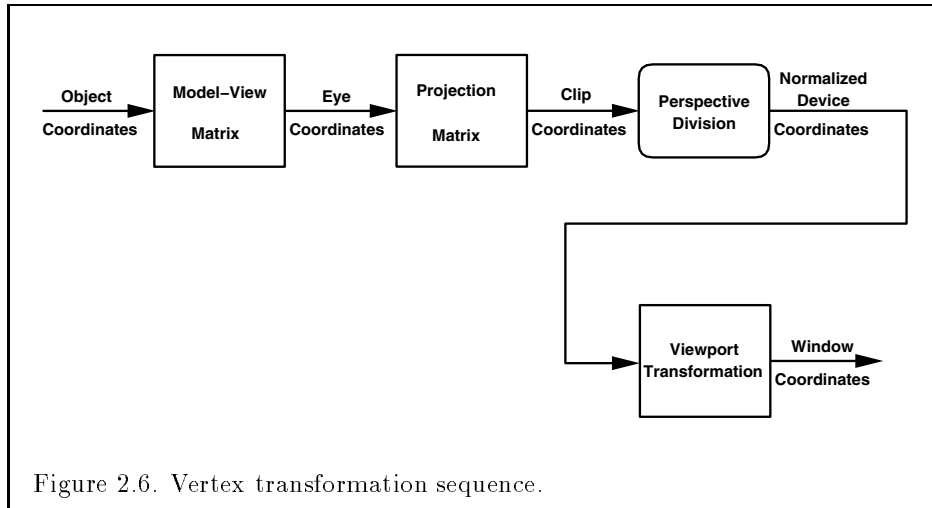 Object
Coordinates
Model–View
Matrix
Eye
Coordinates
Projection
Matrix
Clip
Coordinates
Perspective
Division
Normalized
Device
Coordinates
Viewport
Transformation
Window
Coordinates
Figure 2.6. Vertex transformation sequence.